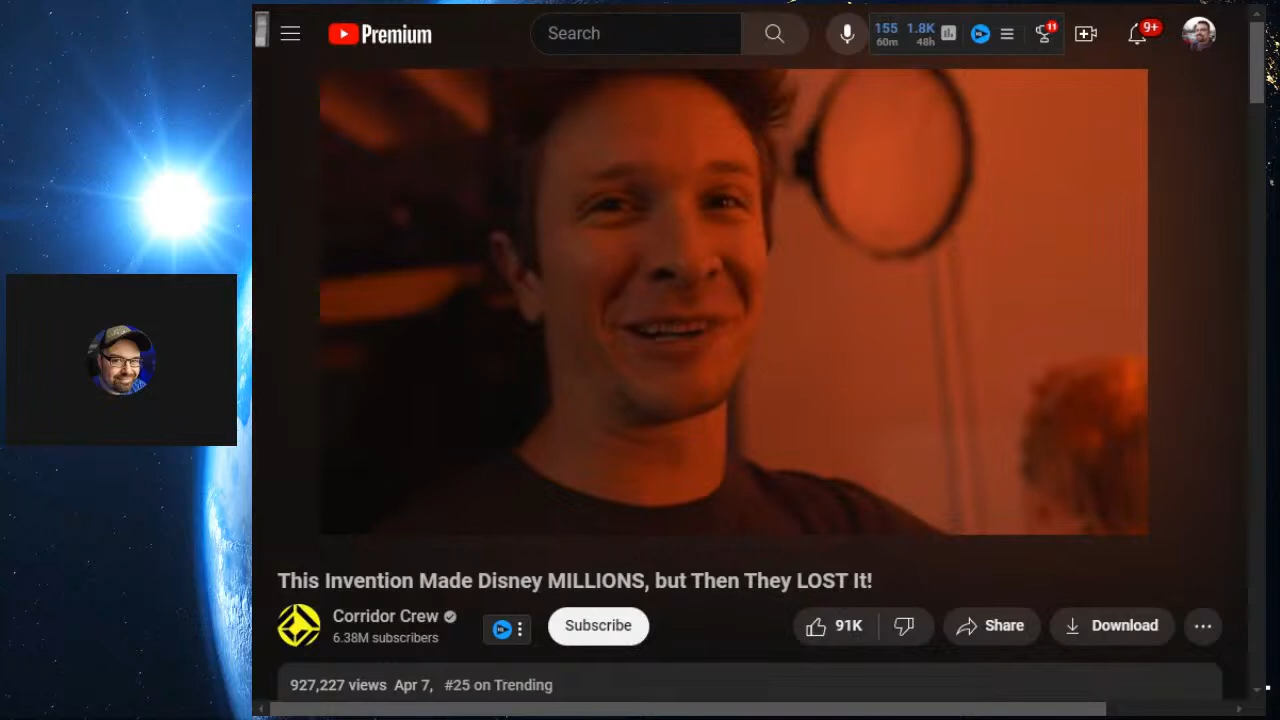 Premium
Search
155 1.8K
60m 48h
11
9+
This Invention Made Disney MILLIONS, but Then They LOST It!
Corridor Crew
6.38M subscribers
Subscribe
91K
Share
Download
927,227 views Apr 7, #25 on Trending